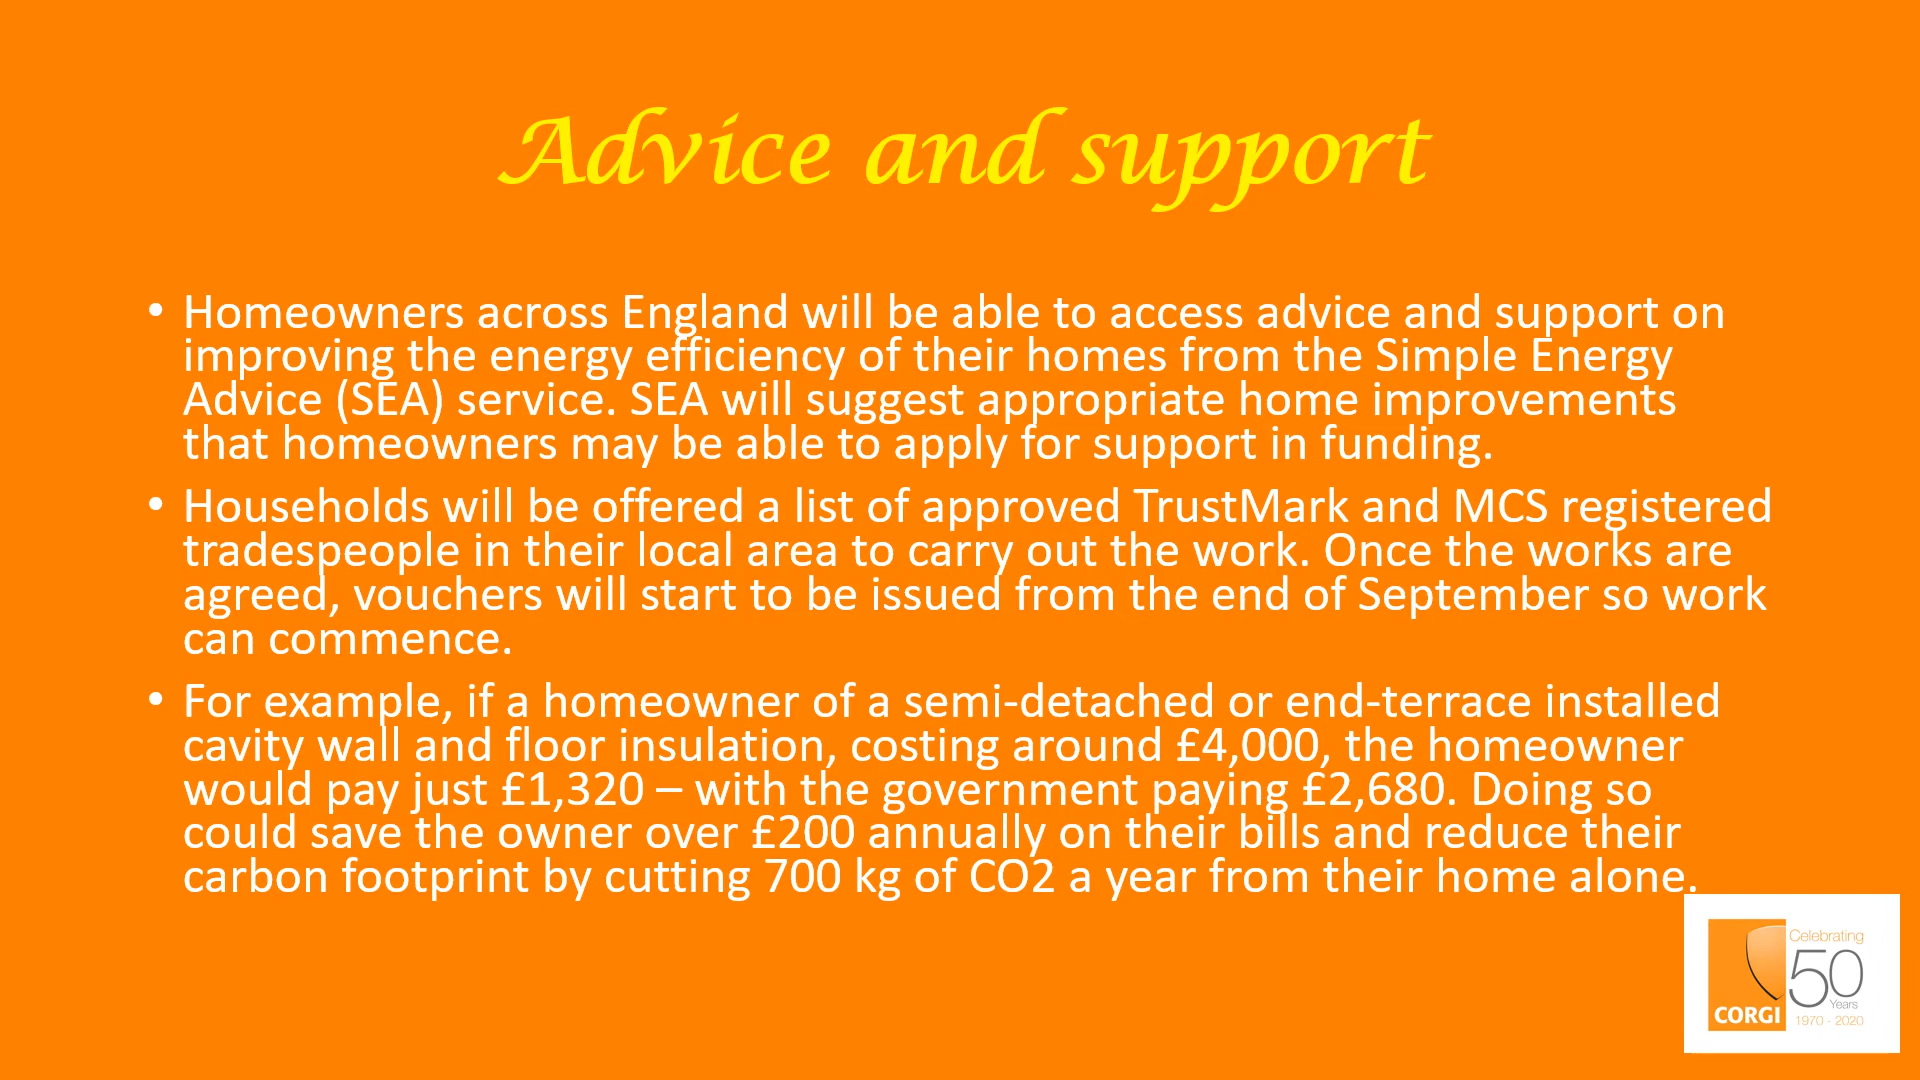 Advice and support
• Homeowners across England will be able to access advice and support on
improving the energy efficiency of their homes from the Simple Energy
Advice (SEA) service. SEA will suggest appropriate home improvements
that homeowners may be able to apply for support in funding.
• Households will be offered a list of approved TrustMark and MCS registered
tradespeople in their local area to carry out the work. Once the works are
agreed, vouchers will start to be issued from the end of September so work
can commence.
• For example, if a homeowner of a semi-detached or end-terrace installed
cavity wall and floor insulation, costing around £4,000, the homeowner
would pay just £1,320 – with the government paying £2,680. Doing so
could save the owner over £200 annually on their bills and reduce their
carbon footprint by cutting 700 kg of CO2 a year from their home alone.
Celebrating
50
Years
CORGI
1970 - 2020